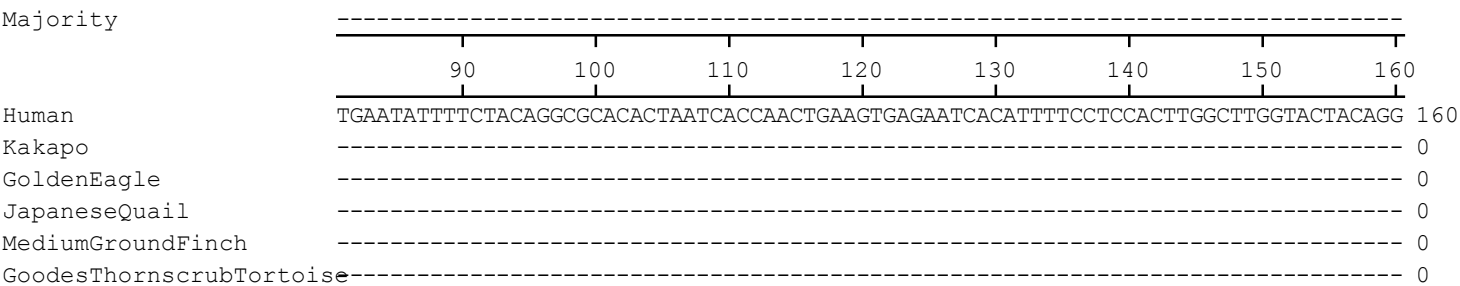 Majority --------------------------------------------------------------------------------
90 100 110 120 130 140 150 160
Human TGAATATTTTCTACAGGCGCACACTAATCACCAACTGAAGTGAGAATCACATTTTCCTCCACTTGGCTTGGTACTACAGG 160
Kakapo -------------------------------------------------------------------------------- 0
GoldenEagle -------------------------------------------------------------------------------- 0
JapaneseQuail -------------------------------------------------------------------------------- 0
MediumGroundFinch -------------------------------------------------------------------------------- 0
GoodesThornscrubTortoise-------------------------------------------------------------------------------- 0